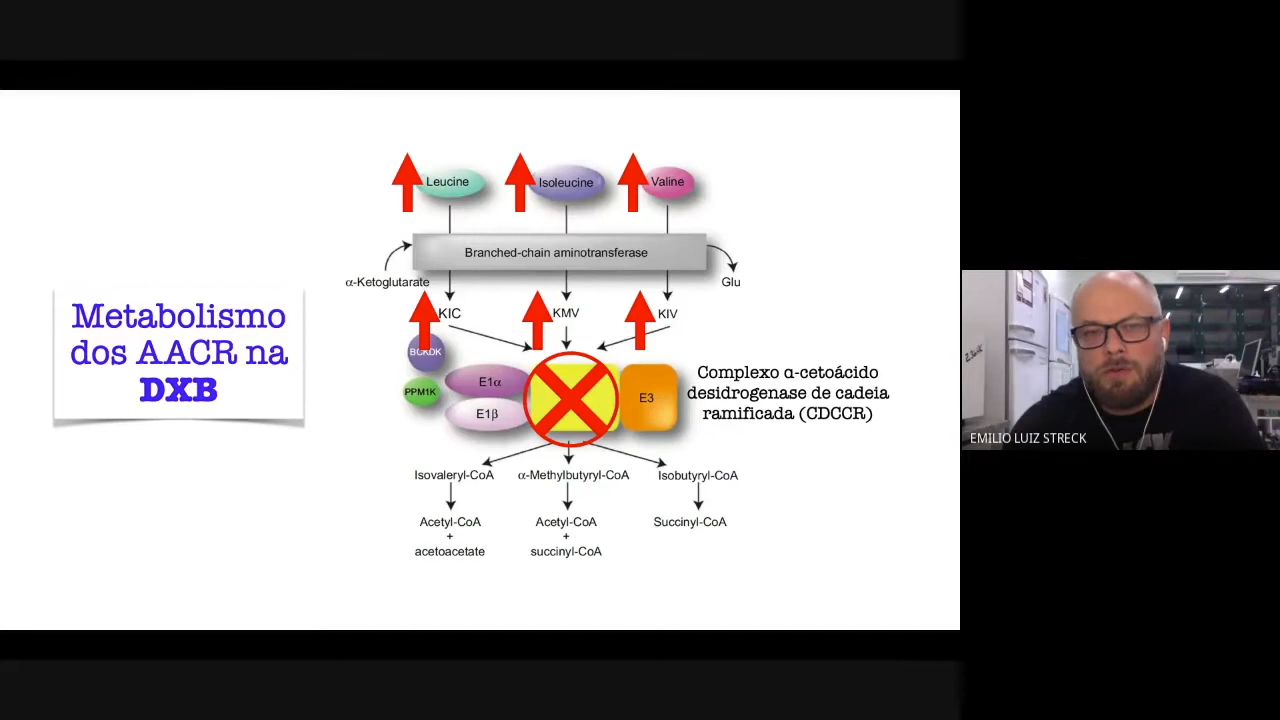 Metabolismo
dos AACR na
DXB
Leucine
Isoleucine
Valine
Branched-chain aminotransferase
α-Ketoglutarate
Glu
KIC
KMV
KIV
BCKDK
PPM1K
E1α
E1β
E3
Complexo α-cetoácido
desidrogenase de cadeia
ramificada (CDCCR)
Isovaleryl-CoA
α-Methylbutyryl-CoA
Isobutyryl-CoA
Acetyl-CoA
+
acetoacetate
Acetyl-CoA
+
succinyl-CoA
Succinyl-CoA
EMILIO LUIZ STRECK